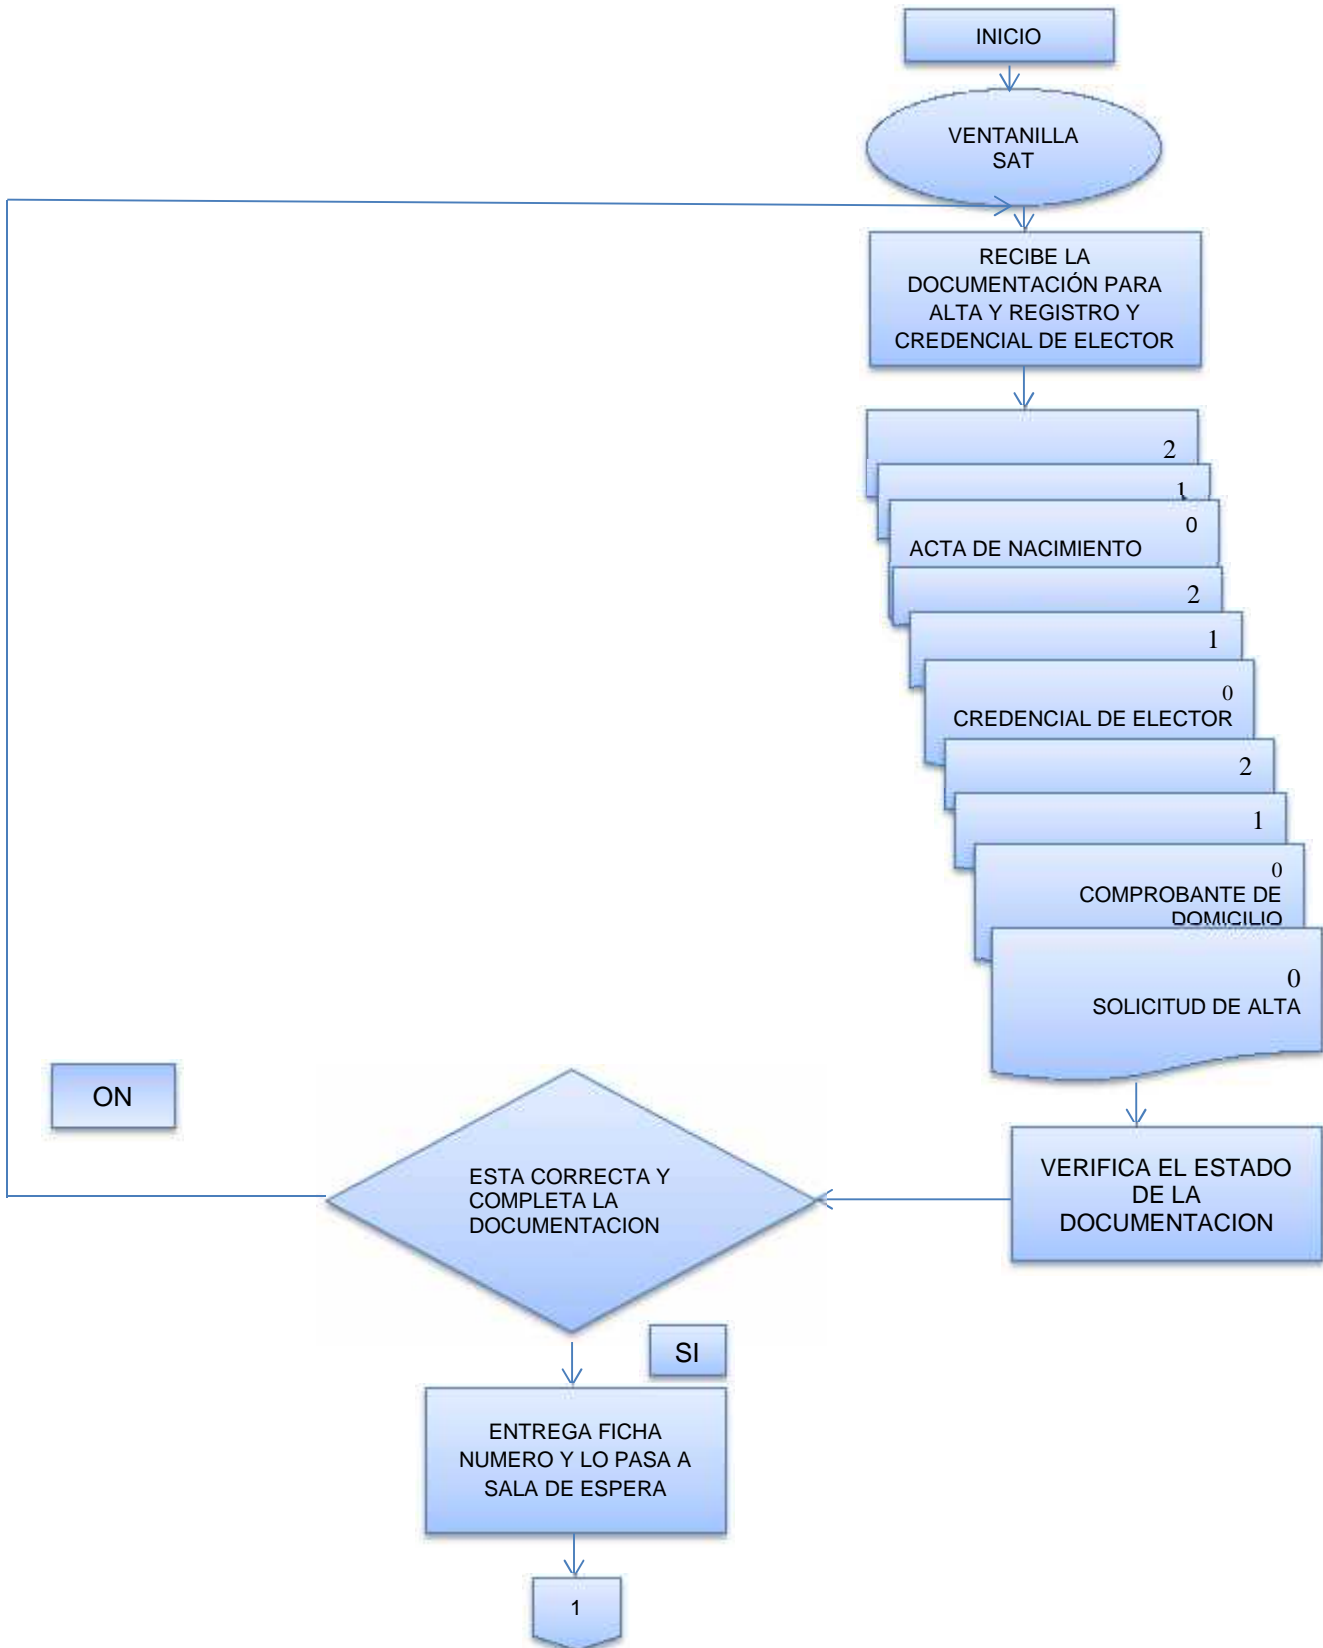 INICIO
VENTANILLA
SAT
RECIBE LA
DOCUMENTACIÓN PARA
ALTA Y REGISTRO Y
CREDENCIAL DE ELECTOR
2
1
0
ACTA DE NACIMIENTO
2
1
0
CREDENCIAL DE ELECTOR
2
1
0
COMPROBANTE DE
DOMICILIO
0
SOLICITUD DE ALTA
ON
ESTA CORRECTA Y
COMPLETA LA
DOCUMENTACION
VERIFICA EL ESTADO
DE LA
DOCUMENTACION
SI
ENTREGA FICHA
NUMERO Y LO PASA A
SALA DE ESPERA
1